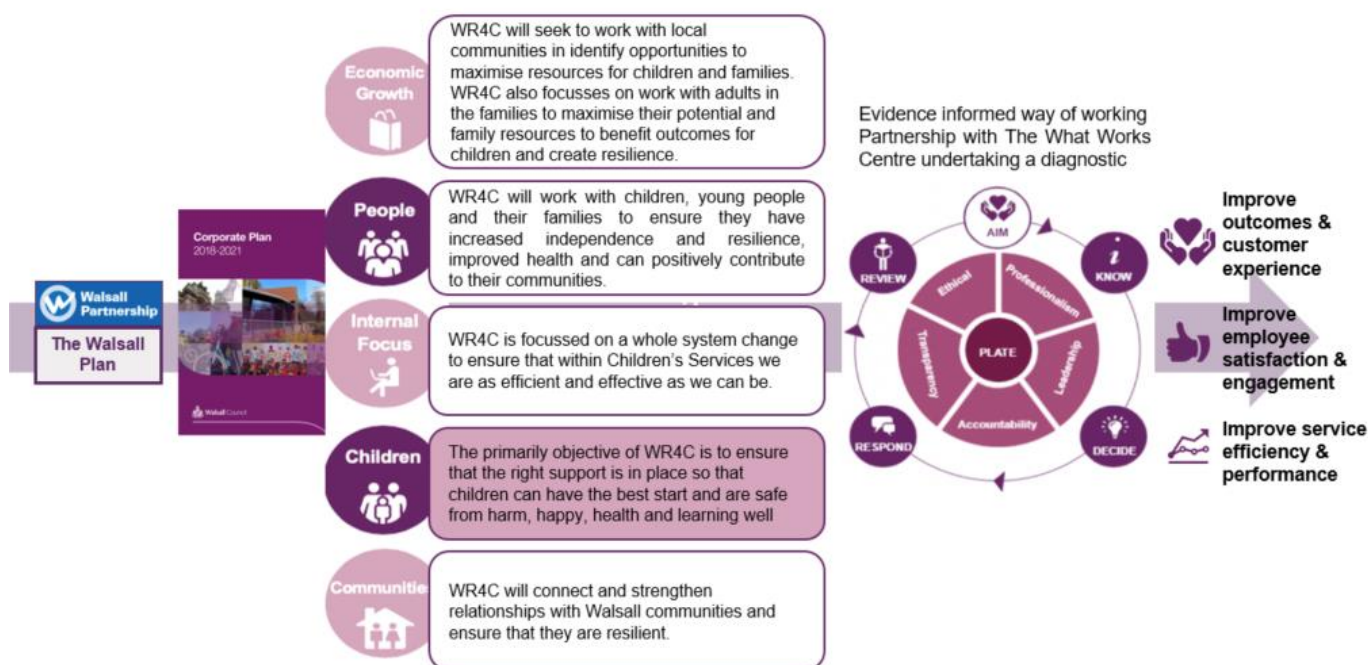 Walsall
Partnership
The Walsall
Plan
Corporate Plan
2018-2021
Walsall Council
Economic
Growth
WR4C will seek to work with local
communities in identify opportunities to
maximise resources for children and families.
WR4C also focusses on work with adults in
the families to maximise their potential and
family resources to benefit outcomes for
children and create resilience.
People
WR4C will work with children, young people
and their families to ensure they have
increased independence and resilience,
improved health and can positively contribute
to their communities.
Internal
Focus
WR4C is focussed on a whole system change
to ensure that within Children's Services we
are as efficient and effective as we can be.
Children
The primarily objective of WR4C is to ensure
that the right support is in place so that
children can have the best start and are safe
from harm, happy, health and learning well
Communitie
WR4C will connect and strengthen
relationships with Walsall communities and
ensure that they are resilient.
Evidence informed way of working
Partnership with The What Works
Centre undertaking a diagnostic
AIM
i
KNOW
DECIDE
RESPOND
REVIEW
Ethical
Professionalism
Leadership
Accountability
Transparency
PLATE
Improve
outcomes &
customer
experience
Improve
employee
satisfaction &
engagement
Improve service
efficiency &
performance